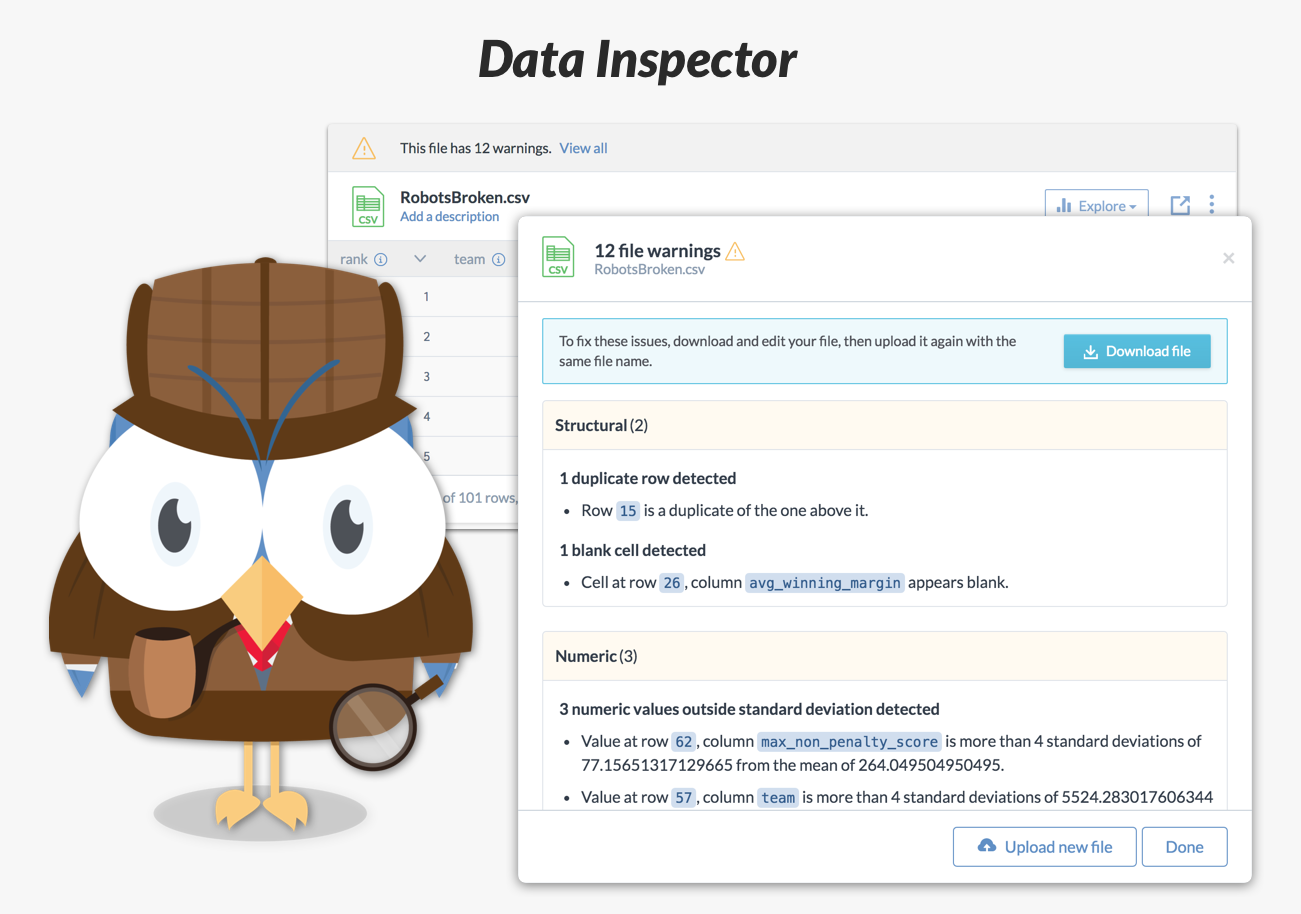 Data Inspector
This file has 12 warnings. View all
CSV
RobotsBroken.csv
Add a description
Explore
rank
team
1
2
3
4
5
of 101 rows,
CSV
12 file warnings
RobotsBroken.csv
×
To fix these issues, download and edit your file, then upload it again with the
same file name.
Download file
Structural (2)
1 duplicate row detected
• Row 15 is a duplicate of the one above it.
1 blank cell detected
• Cell at row 26, column avg_winning_margin appears blank.
Numeric (3)
3 numeric values outside standard deviation detected
• Value at row 62, column max_non_penalty_score is more than 4 standard deviations of
77.15651317129665 from the mean of 264.049504950495.
• Value at row 57, column team is more than 4 standard deviations of 5524.283017606344
Upload new file
Done